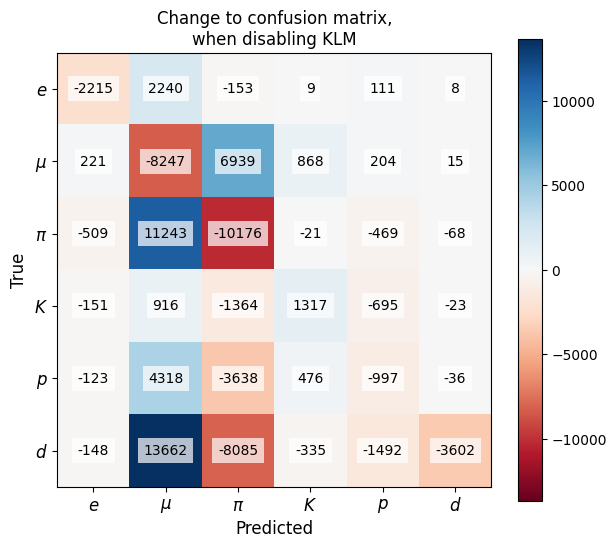 Change to confusion matrix,
when disabling KLM
True
e -2215 2240 -153 9 111 8
μ 221 -8247 6939 868 204 15
π -509 11243 -10176 -21 -469 -68
K -151 916 -1364 1317 -695 -23
p -123 4318 -3638 476 -997 -36
d -148 13662 -8085 -335 -1492 -3602
e μ π K p d
Predicted
10000
5000
0
−5000
−10000